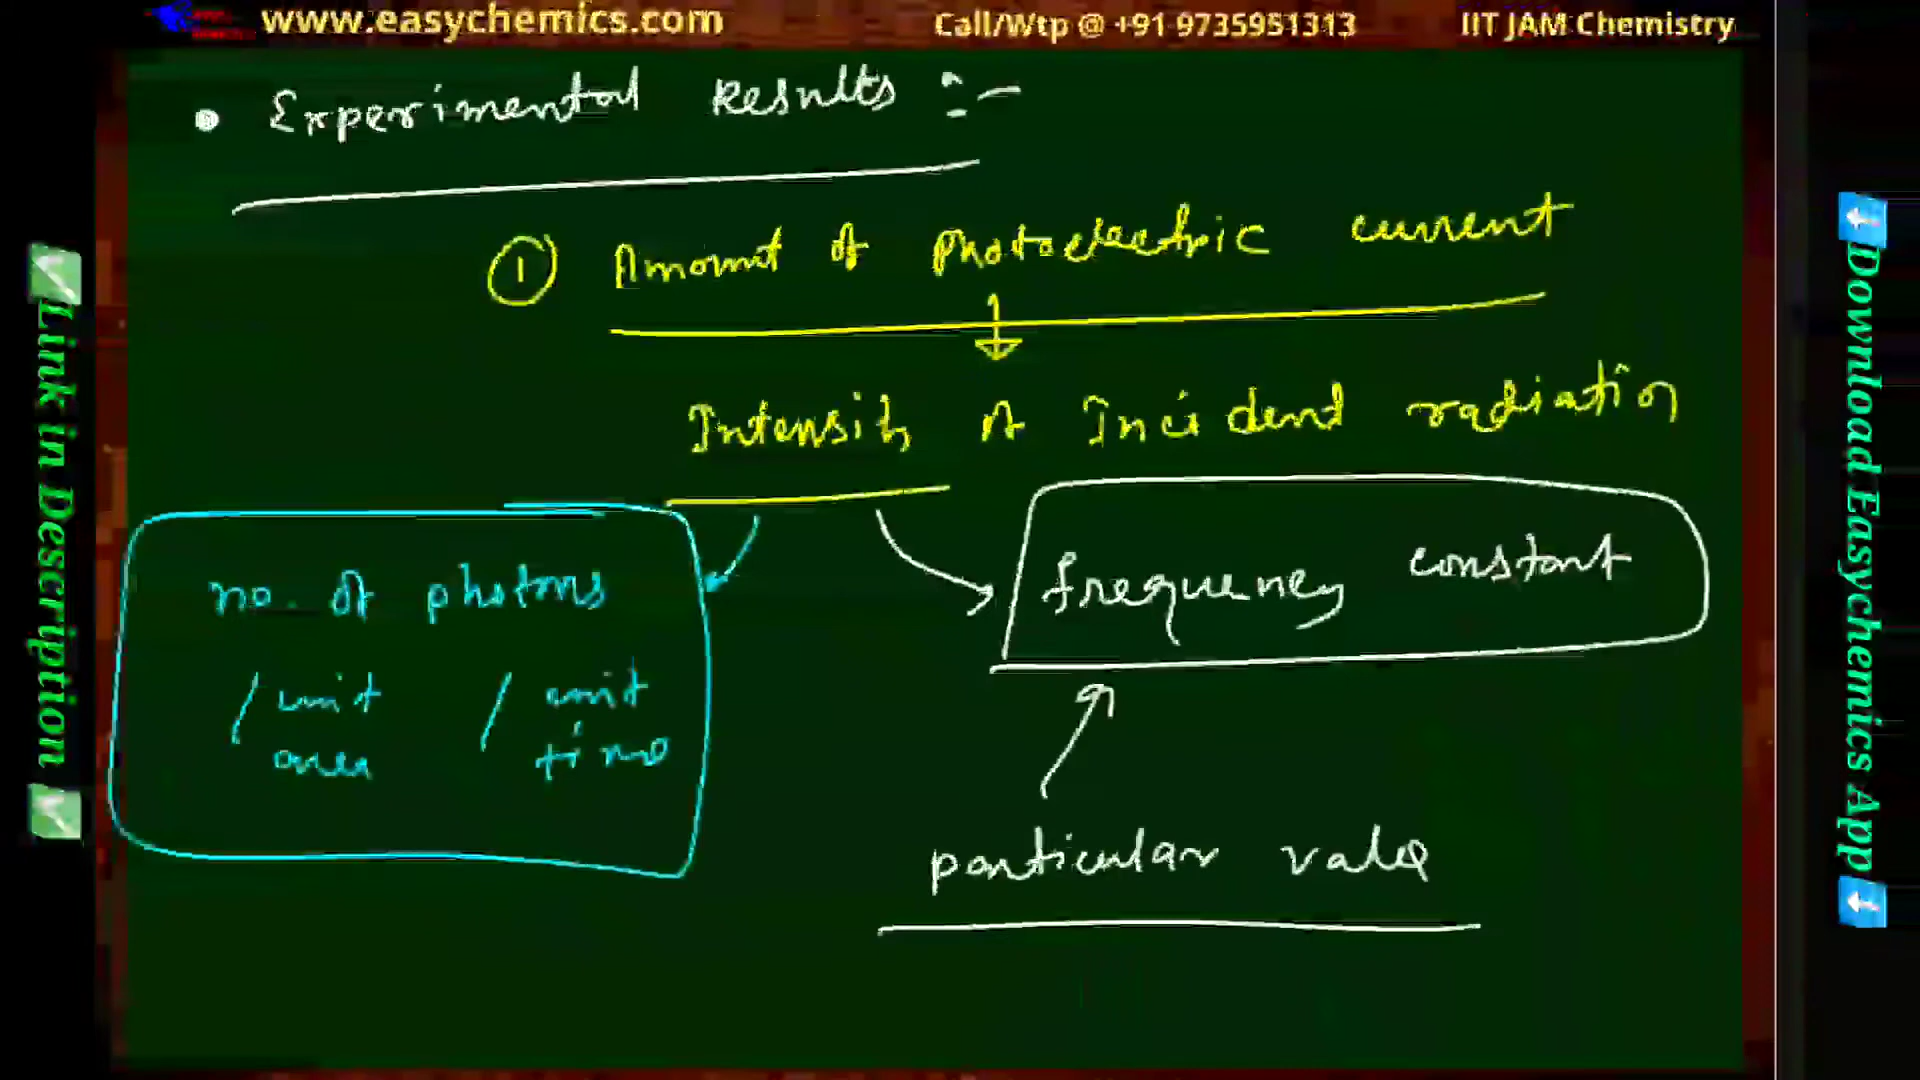 www.easychemics.com Call/Wtp @ +91 9735951313 IIT JAM Chemistry
• Experimental Results :-
① Amount of Photoelectric current
Intensity of Incident radiation
no. of photons
/ unit area / unit time
frequency constant
particular value
✅Link in Description✅
⬇Download Easychemics App⬇